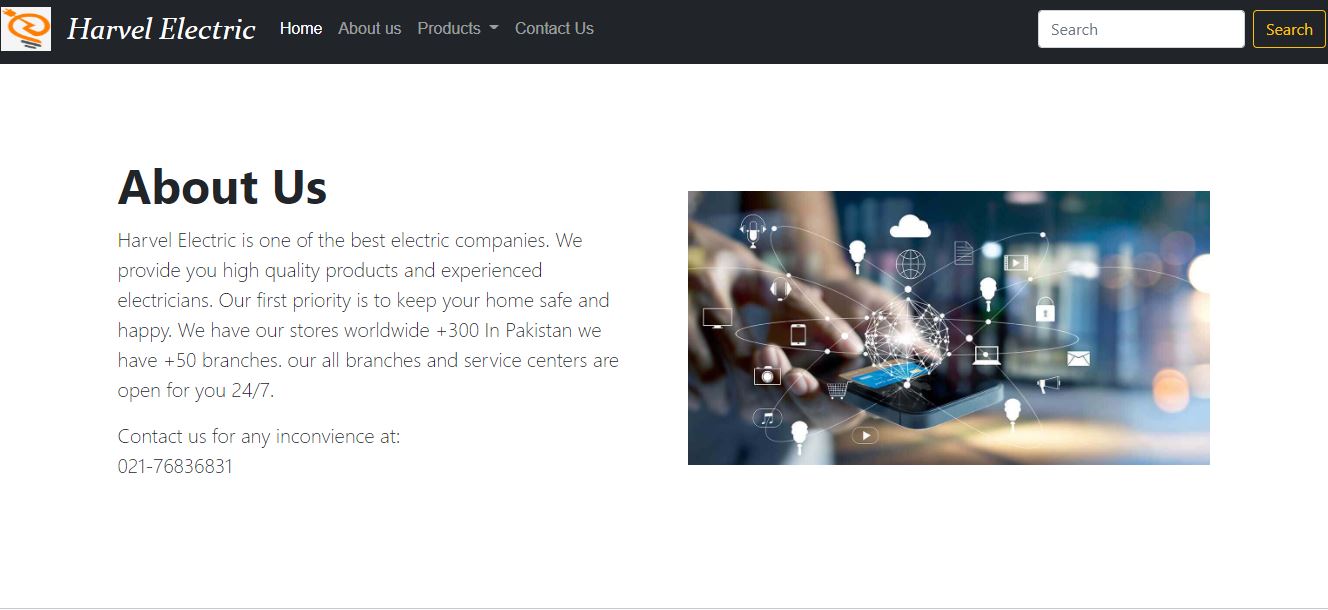 Harvel Electric Home About us Products Contact Us Search Search
About Us
Harvel Electric is one of the best electric companies. We
provide you high quality products and experienced
electricians. Our first priority is to keep your home safe and
happy. We have our stores worldwide +300 In Pakistan we
have +50 branches. our all branches and service centers are
open for you 24/7.
Contact us for any inconvience at:
021-76836831